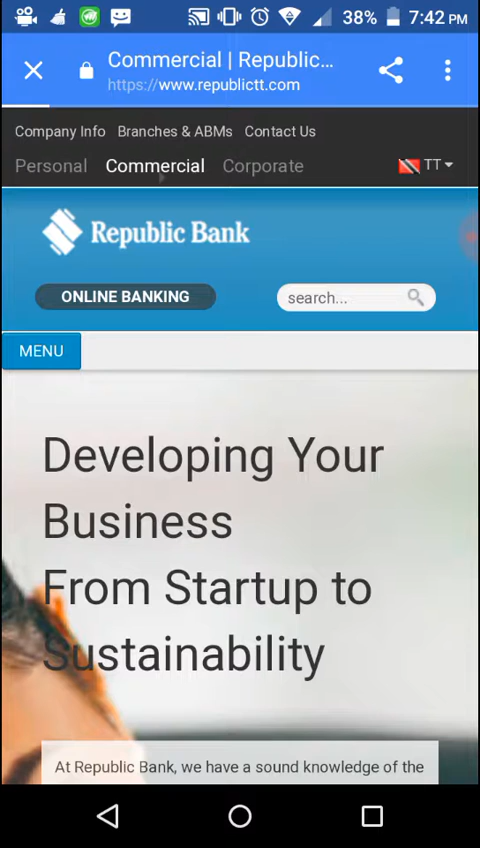 38% 7:42 PM
Commercial | Republic...
https://www.republictt.com
Company Info Branches & ABMs Contact Us
Personal Commercial Corporate TT
Republic Bank
ONLINE BANKING search...
MENU
Developing Your
Business
From Startup to
Sustainability
At Republic Bank, we have a sound knowledge of the